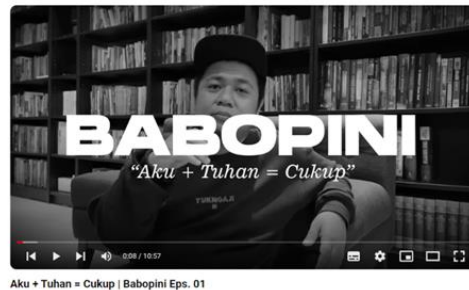 BABOPINI
“Aku + Tuhan = Cukup”
0:08 / 10:57
Aku + Tuhan = Cukup | Babopini Eps. 01